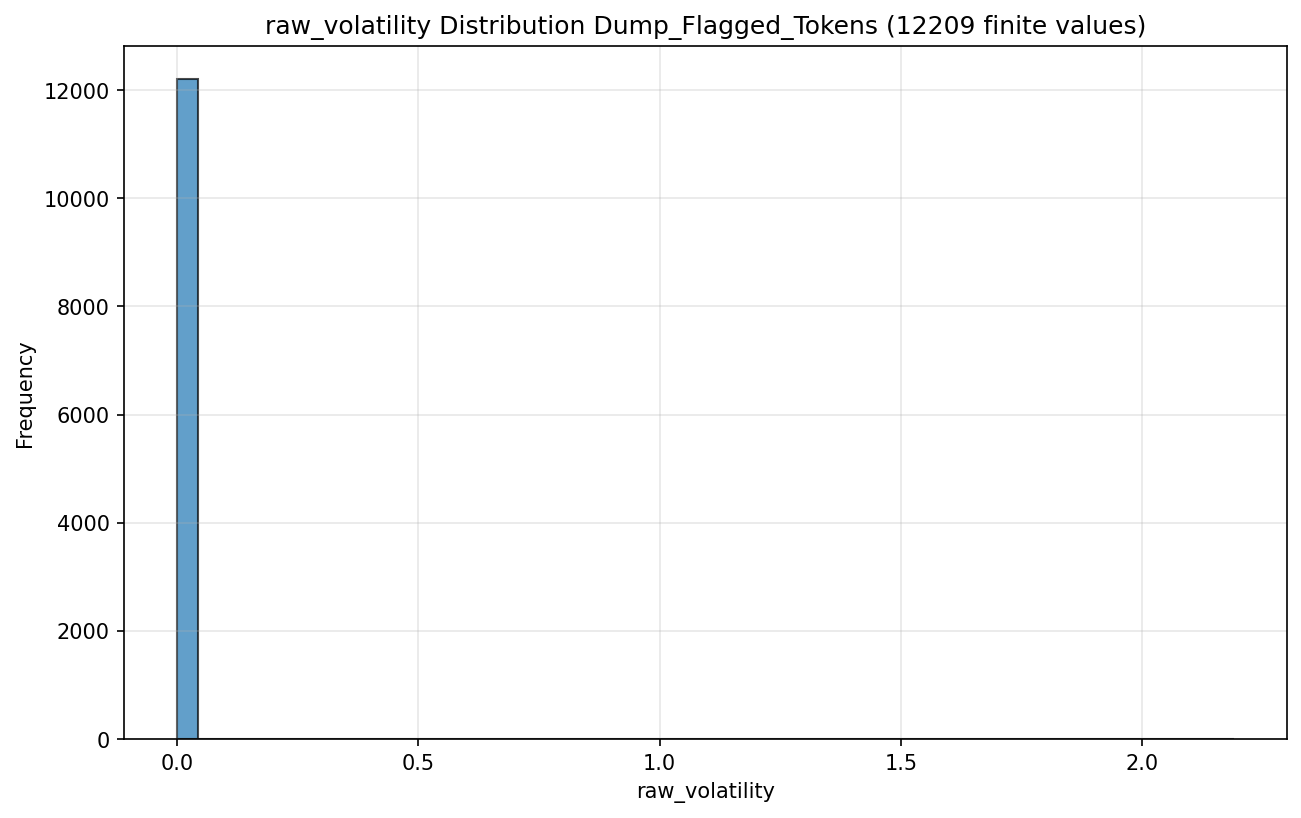 raw_volatility Distribution Dump_Flagged_Tokens (12209 finite values)
12000
10000
8000
6000
4000
2000
0
Frequency
0.0 0.5 1.0 1.5 2.0
raw_volatility